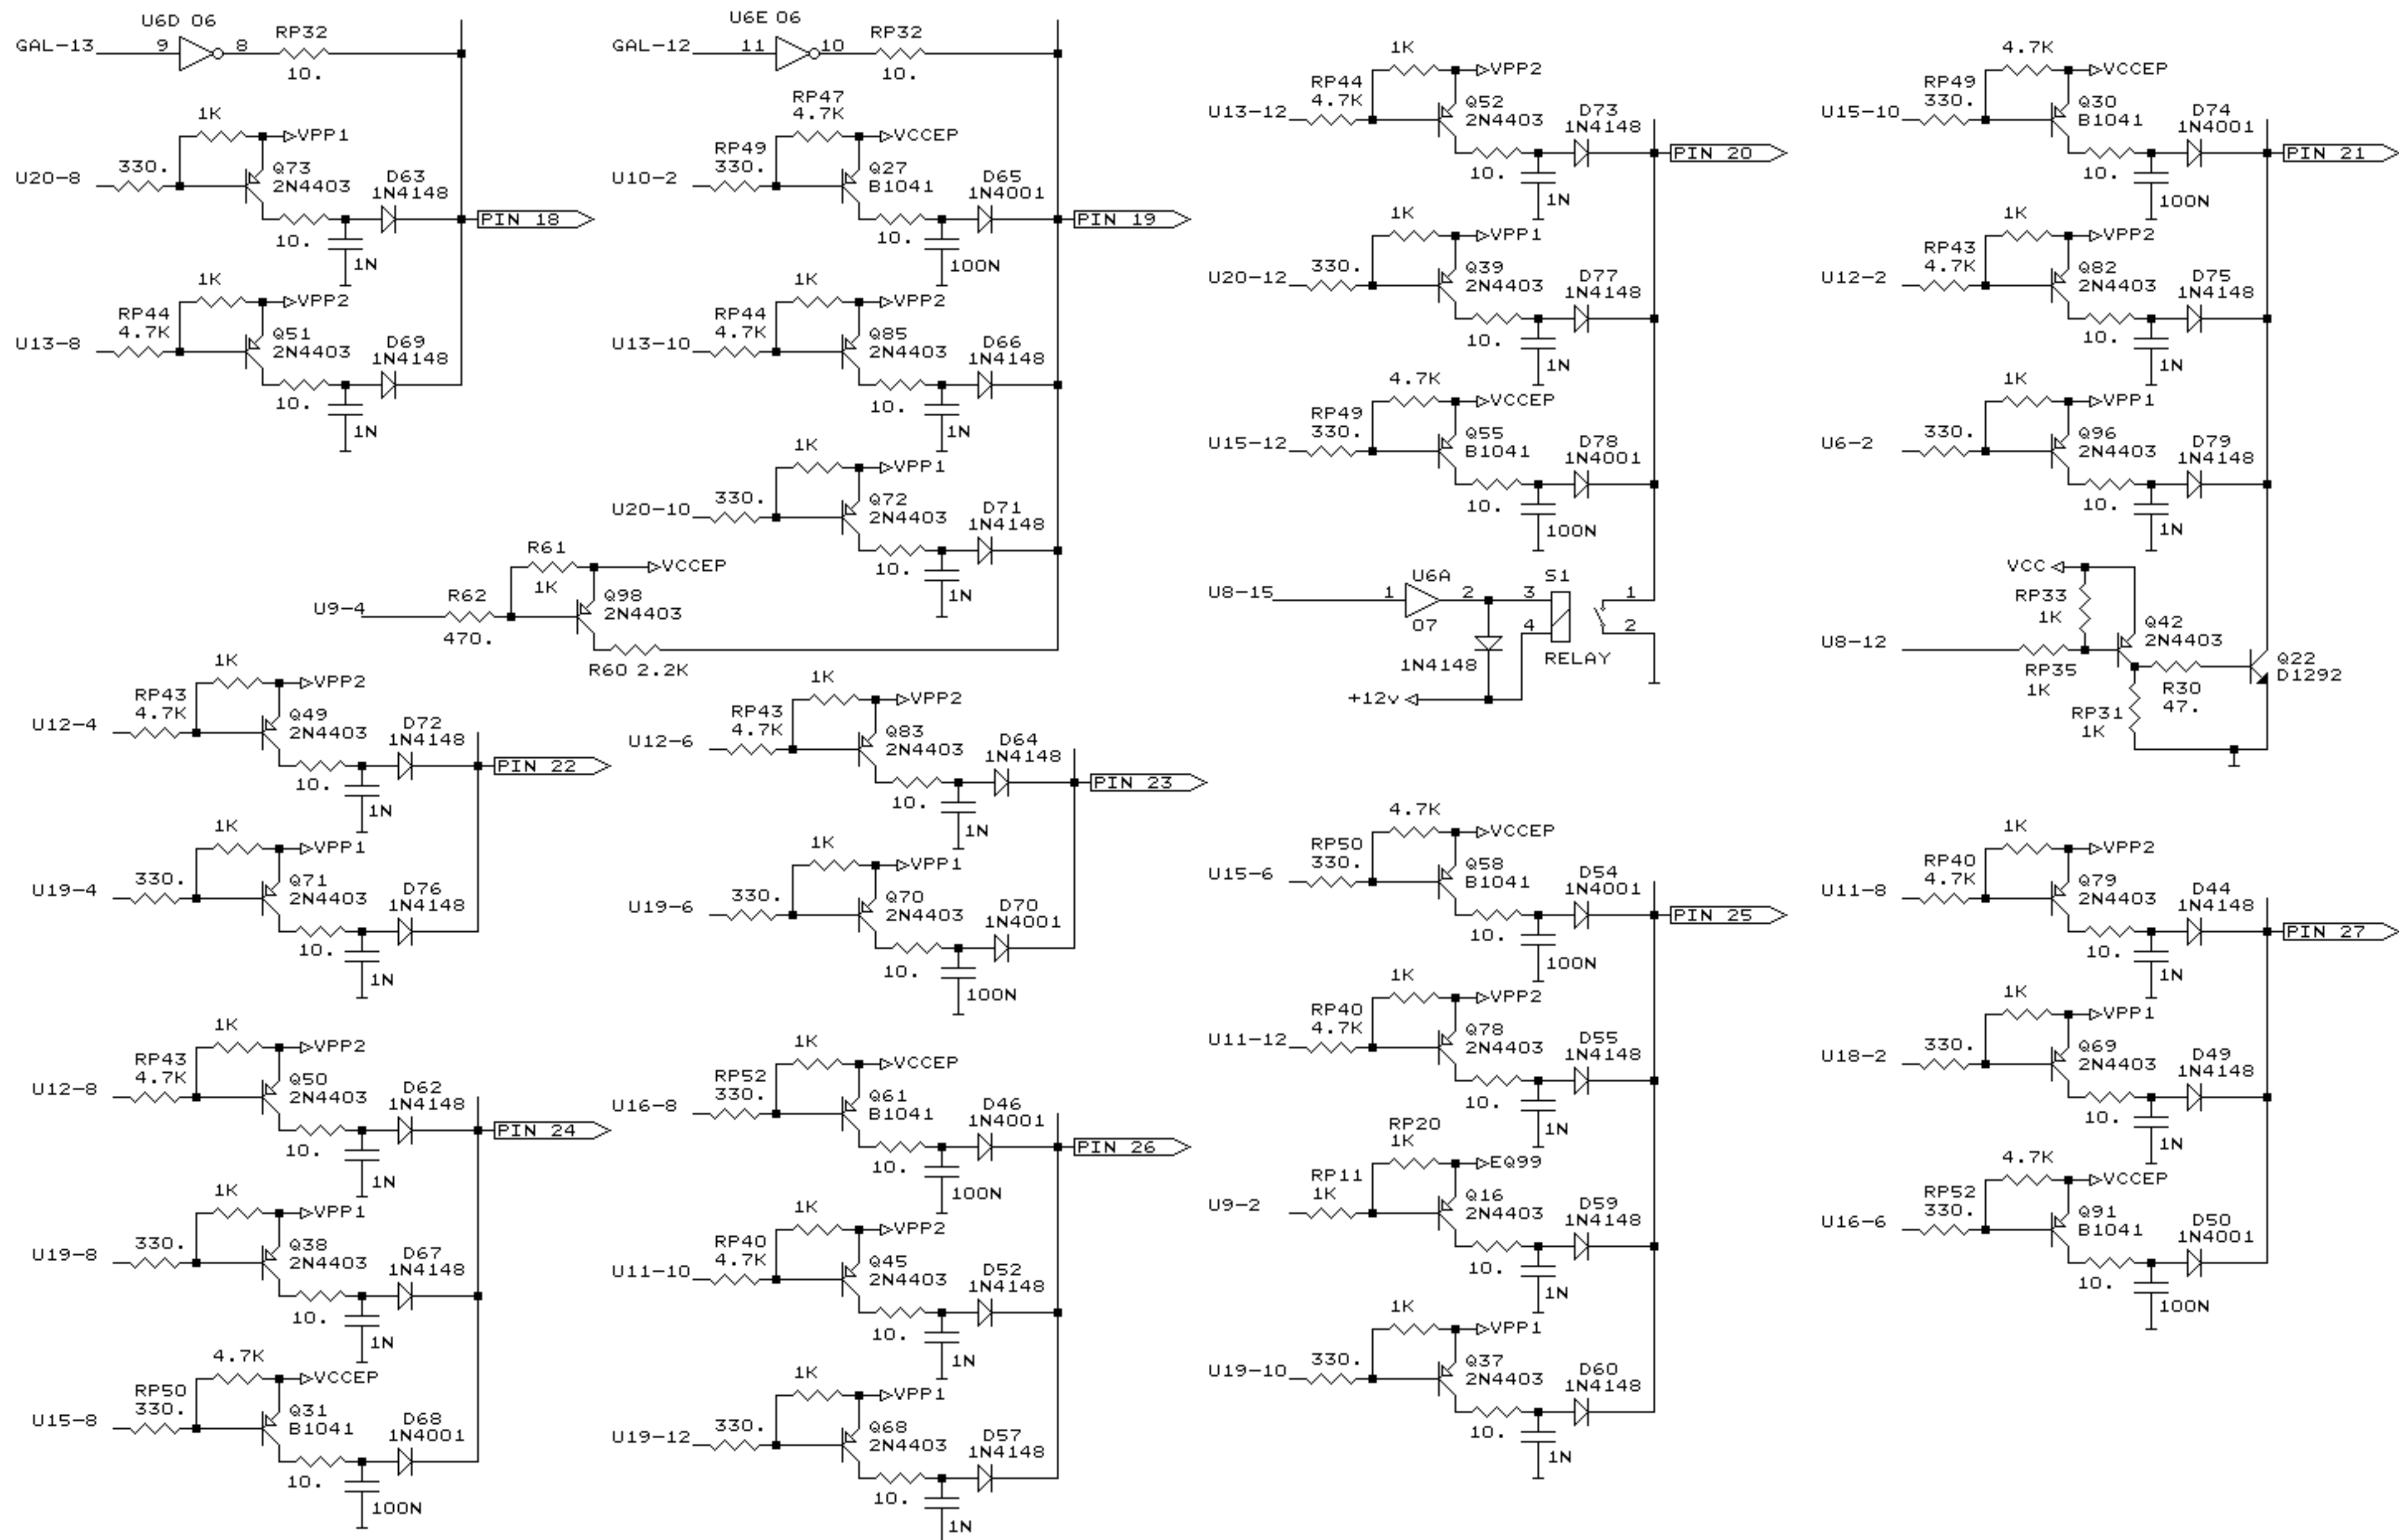 U6D 06
GAL-13
9
8
RP32
10.
1K
VPP1
330.
U20-8
Q73
2N4403
D63
1N4148
PIN 18
10.
1N
1K
VPP2
RP44
4.7K
U13-8
Q51
2N4403
D69
1N4148
10.
1N
U6E 06
GAL-12
11
10
RP32
10.
RP47
4.7K
VCCEP
RP49
330.
U10-2
Q27
B1041
D65
1N4001
PIN 19
10.
100N
1K
VPP2
RP44
4.7K
U13-10
Q85
2N4403
D66
1N4148
10.
1N
1K
VPP1
330.
U20-10
Q72
2N4403
D71
1N4148
10.
1N
R61
1K
VCCEP
R62
U9-4
470.
Q98
2N4403
R60 2.2K
1K
VPP2
RP44
4.7K
U13-12
Q52
2N4403
D73
1N4148
PIN 20
10.
1N
1K
VPP1
330.
U20-12
Q39
2N4403
D77
1N4148
10.
1N
4.7K
VCCEP
RP49
330.
U15-12
Q55
B1041
D78
1N4001
10.
100N
U8-15
U6A
1
2
07
S1
3
4
1
2
1N4148
RELAY
+12v
4.7K
VCCEP
RP49
330.
U15-10
Q30
B1041
D74
1N4001
PIN 21
10.
100N
1K
VPP2
RP43
4.7K
U12-2
Q82
2N4403
D75
1N4148
10.
1N
1K
VPP1
330.
U6-2
Q96
2N4403
D79
1N4148
10.
1N
VCC
RP33
1K
U8-12
RP35
1K
Q42
2N4403
R30
47.
RP31
1K
Q22
D1292
1K
VPP2
RP43
4.7K
U12-4
Q49
2N4403
D72
1N4148
PIN 22
10.
1N
1K
VPP1
330.
U19-4
Q71
2N4403
D76
1N4148
10.
1N
1K
VPP2
RP43
4.7K
U12-6
Q83
2N4403
D64
1N4148
PIN 23
10.
1N
1K
VPP1
330.
U19-6
Q70
2N4403
D70
1N4001
10.
100N
1K
VPP2
RP43
4.7K
U12-8
Q50
2N4403
D62
1N4148
PIN 24
10.
1N
1K
VPP1
330.
U19-8
Q38
2N4403
D67
1N4148
10.
1N
4.7K
VCCEP
RP50
330.
U15-8
Q31
B1041
D68
1N4001
10.
100N
1K
VCCEP
RP52
330.
U16-8
Q61
B1041
D46
1N4001
PIN 26
10.
100N
1K
VPP2
RP40
4.7K
U11-10
Q45
2N4403
D52
1N4148
10.
1N
1K
VPP1
330.
U19-12
Q68
2N4403
D57
1N4148
10.
1N
4.7K
VCCEP
RP50
330.
U15-6
Q58
B1041
D54
1N4001
PIN 25
10.
100N
1K
VPP2
RP40
4.7K
U11-12
Q78
2N4403
D55
1N4148
10.
1N
RP20
1K
EQ99
RP11
1K
U9-2
Q16
2N4403
D59
1N4148
10.
1N
1K
VPP1
330.
U19-10
Q37
2N4403
D60
1N4148
10.
1N
1K
VPP2
RP40
4.7K
U11-8
Q79
2N4403
D44
1N4148
PIN 27
10.
1N
1K
VPP1
330.
U18-2
Q69
2N4403
D49
1N4148
10.
1N
4.7K
VCCEP
RP52
330.
U16-6
Q91
B1041
D50
1N4001
10.
100N